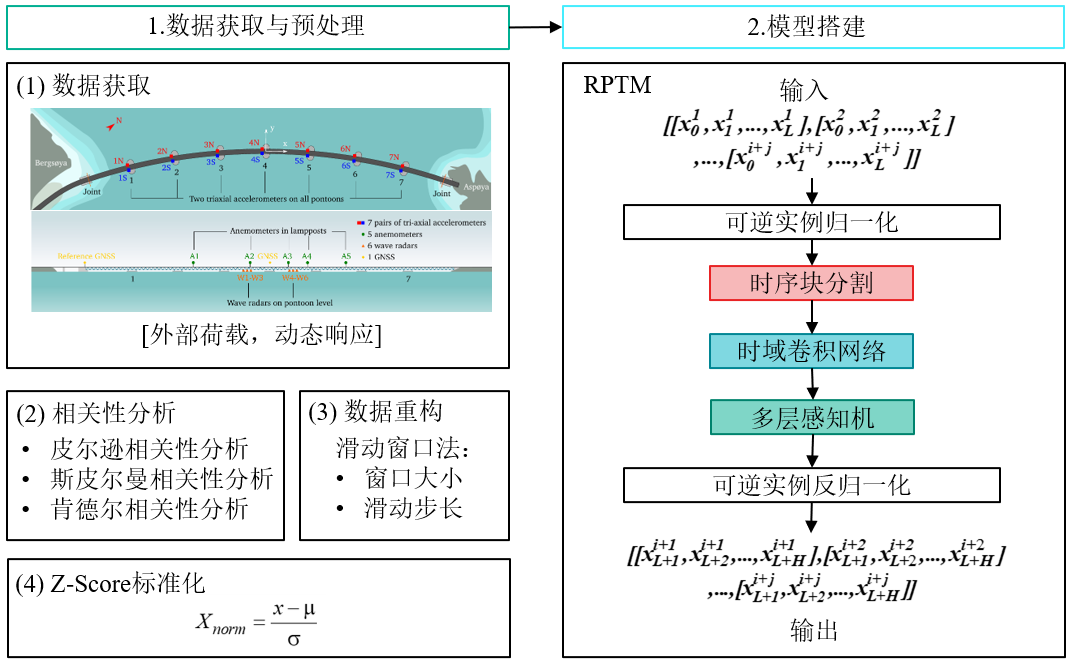 1.数据获取与预处理
2.模型搭建
(1) 数据获取
N
y
x
1N
2N
3N
4N
5N
6N
7N
1S
2S
3S
4S
5S
6S
7S
1
2
3
4
5
6
7
Bergsøya
Joint
Joint
Aspøya
Two triaxial accelerometers on all pontoons
7 pairs of tri-axial accelerometers
5 anemometers
6 wave radars
1 GNSS
Anemometers in lampposts
Reference GNSS
A1
A2
GNSS
A3
A4
A5
1
W1-W3
W4-W6
7
Wave radars on pontoon level
[外部荷载，动态响应]
(2) 相关性分析
• 皮尔逊相关性分析
• 斯皮尔曼相关性分析
• 肯德尔相关性分析
(3) 数据重构
滑动窗口法：
• 窗口大小
• 滑动步长
(4) Z-Score标准化
X_{norm} = \frac{x-μ}{σ}
RPTM
输入
[[x_0^1,x_1^1,...,x_L^1],[x_0^2,x_1^2,...,x_L^2]
,...,[x_0^{i+j},x_1^{i+j},...,x_L^{i+j}]]
可逆实例归一化
时序块分割
时域卷积网络
多层感知机
可逆实例反归一化
[[x_{L+1}^{i+1},x_{L+2}^{i+1},...,x_{L+H}^{i+1}],[x_{L+1}^{i+2},x_{L+2}^{i+2},...,x_{L+H}^{i+2}]
,...,[x_{L+1}^{i+j},x_{L+2}^{i+j},...,x_{L+H}^{i+j}]]
输出